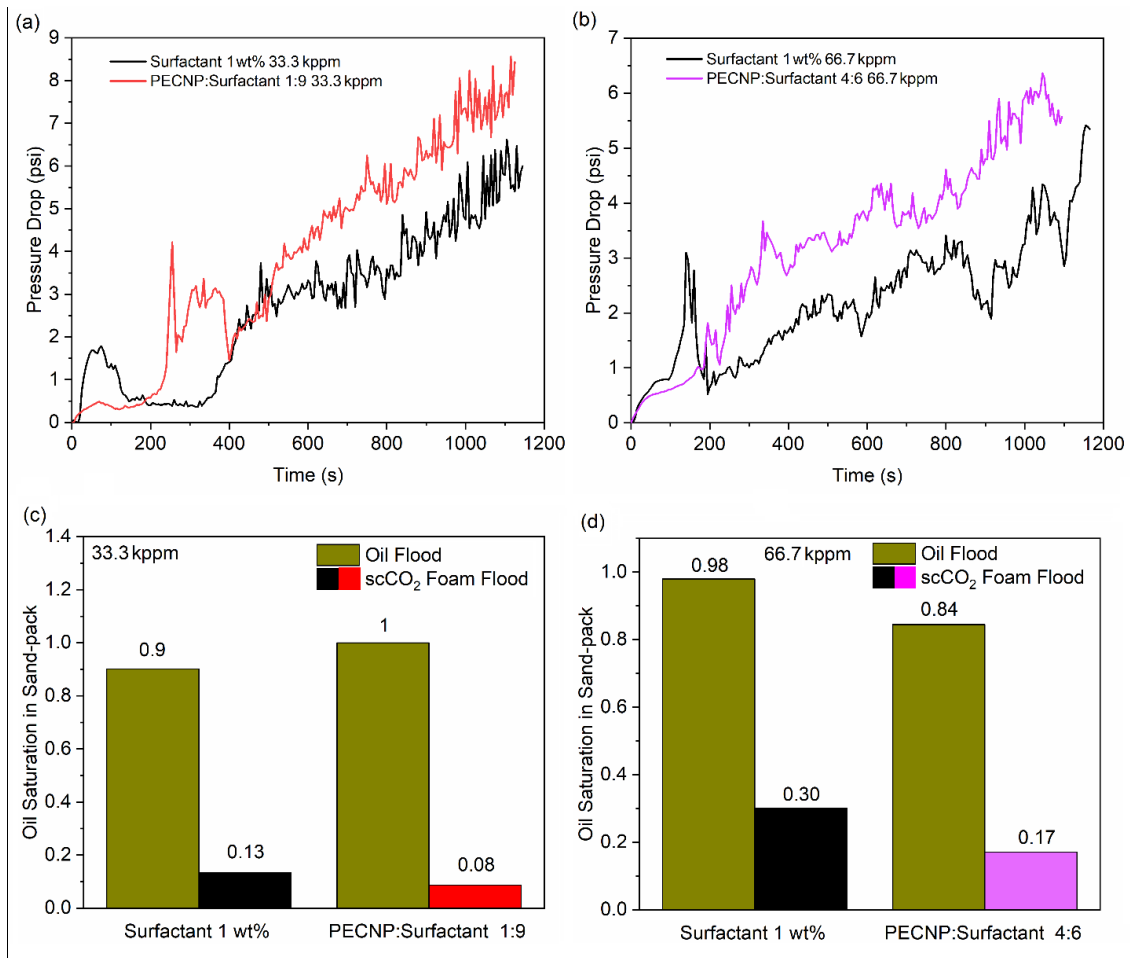 (a)
9
8
7
6
5
4
3
2
1
0
Pressure Drop (psi)
Surfactant 1 wt% 33.3 kppm
PECNP:Surfactant 1:9 33.3 kppm
0 200 400 600 800 1000 1200
Time (s)
(b)
7
6
5
4
3
2
1
0
Pressure Drop (psi)
Surfactant 1 wt% 66.7 kppm
PECNP:Surfactant 4:6 66.7 kppm
0 200 400 600 800 1000 1200
Time (s)
(c)
1.4
1.2
1.0
0.8
0.6
0.4
0.2
0.0
Oil Saturation in Sand-pack
33.3 kppm
Oil Flood
scCO₂ Foam Flood
0.9
0.13
1
0.08
Surfactant 1 wt% PECNP:Surfactant 1:9
(d)
1.0
0.8
0.6
0.4
0.2
0.0
Oil Saturation in Sand-pack
66.7 kppm
Oil Flood
scCO₂ Foam Flood
0.98
0.30
0.84
0.17
Surfactant 1 wt% PECNP:Surfactant 4:6